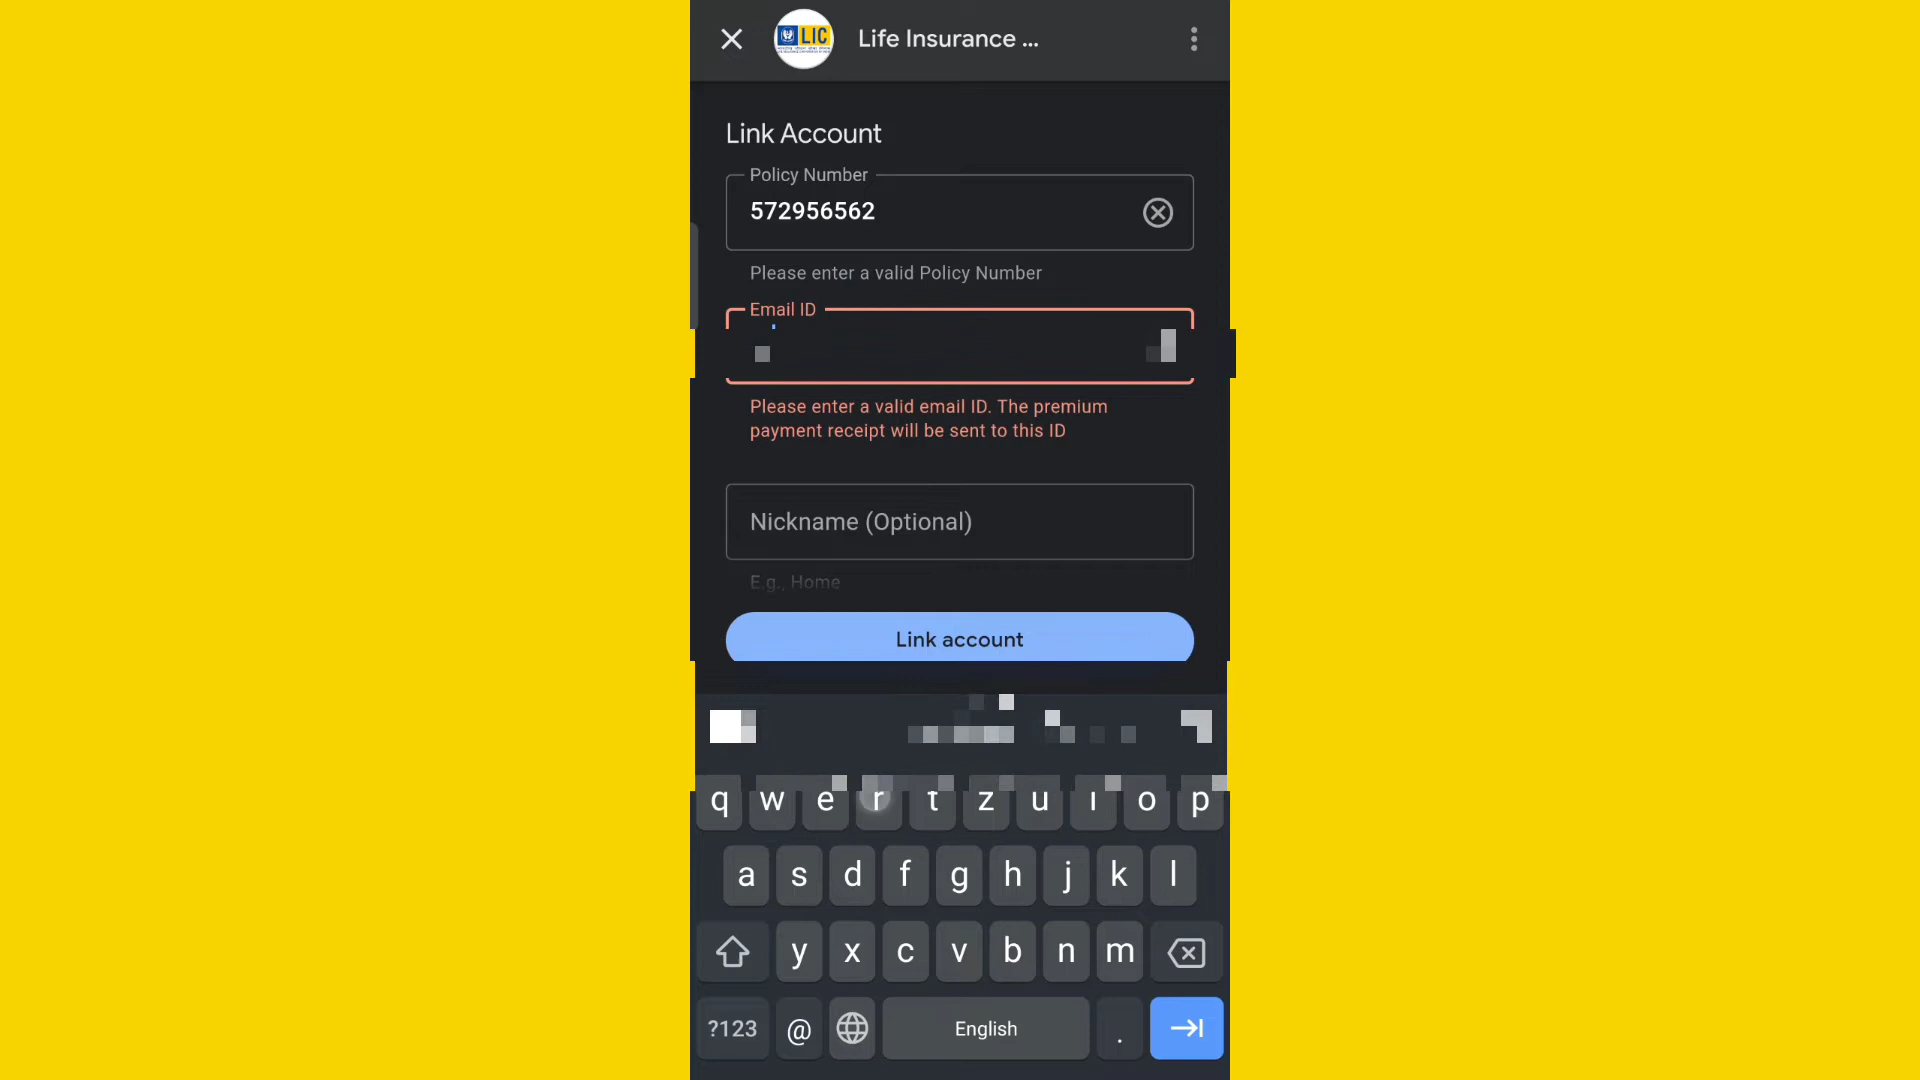 LIC
Life Insurance ...
Link Account
Policy Number
572956562
Please enter a valid Policy Number
Email ID
Please enter a valid email ID. The premium
payment receipt will be sent to this ID
Nickname (Optional)
E.g., Home
Link account
q w e r t z u i o p
a s d f g h j k l
y x c v b n m
?123 @ English .